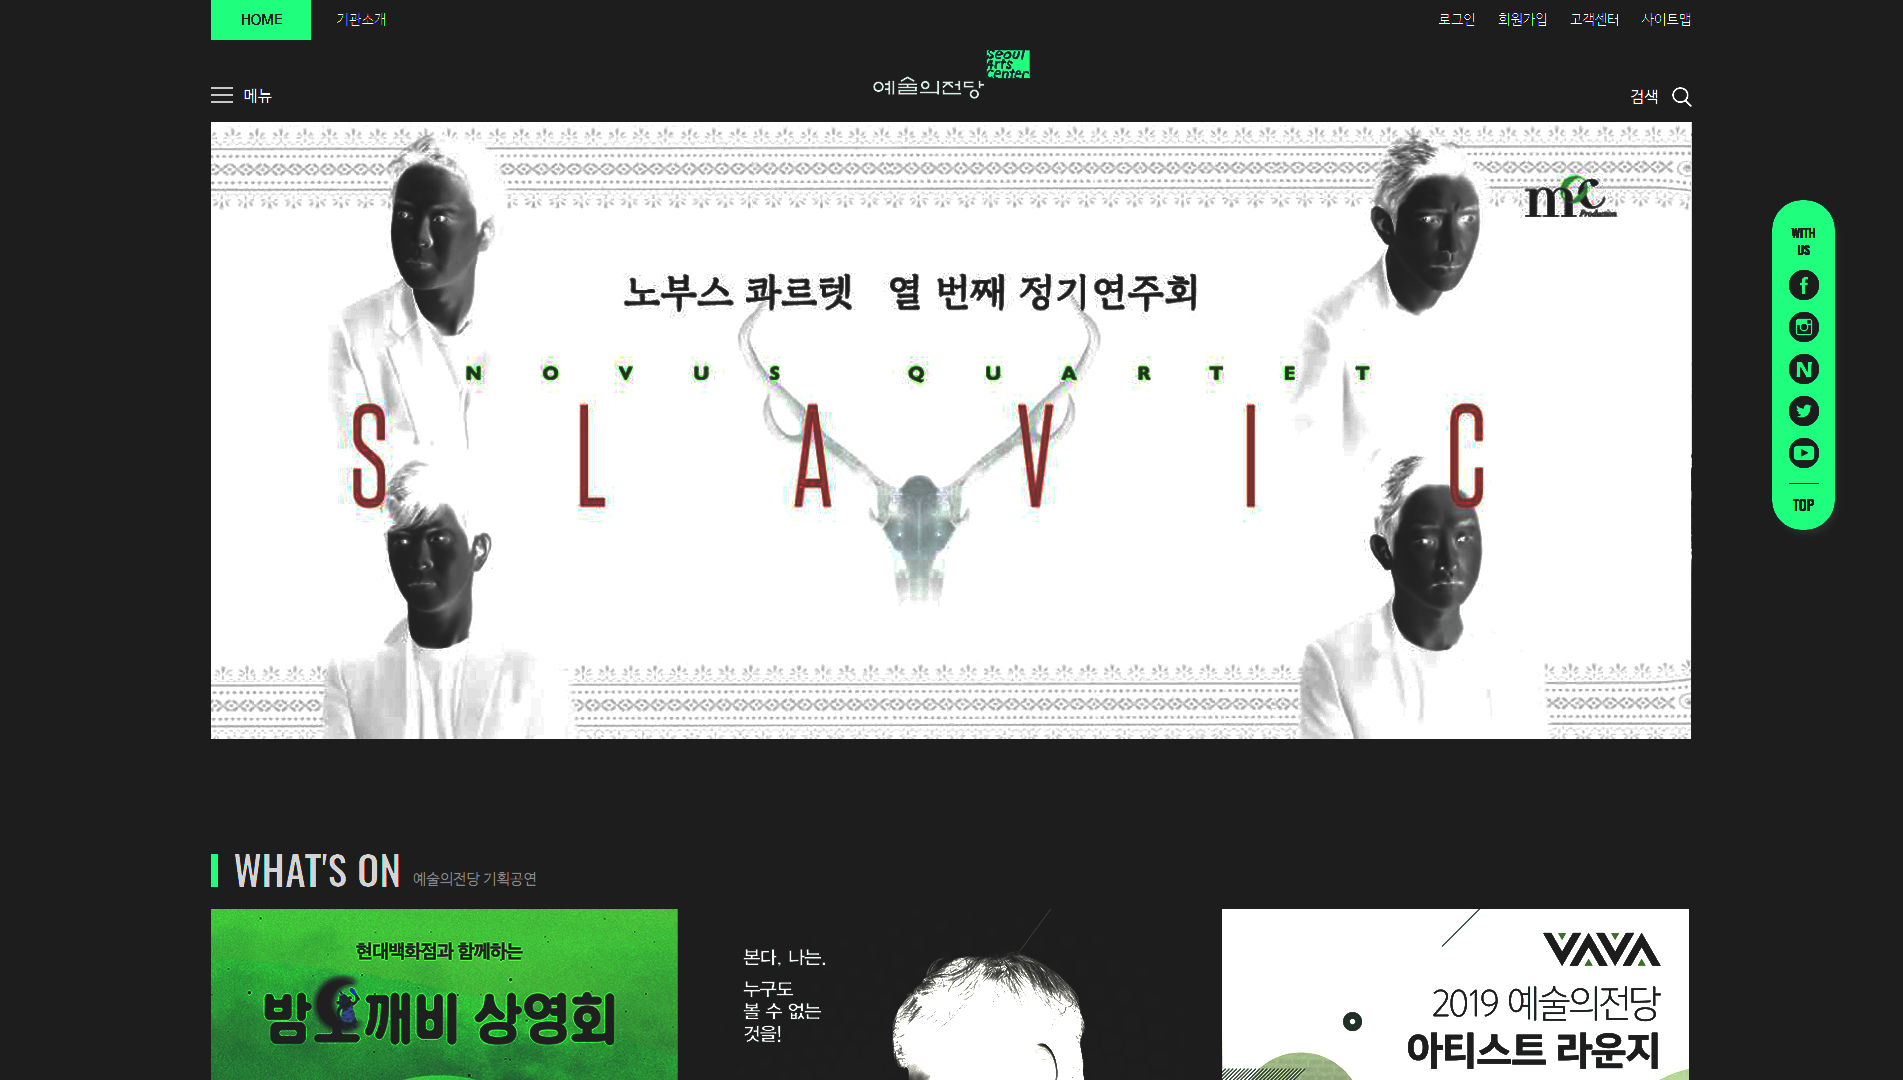 HOME
기관소개
로그인
회원가입
고객센터
사이트맵
메뉴
예술의전당
Seoul
Arts
Center
검색
mc
Production
노부스 콰르텟 열 번째 정기연주회
NOVUS QUARTET
SLAVIC
WITH
US
TOP
WHAT'S ON
예술의전당 기획공연
현대백화점과 함께하는
밤도깨비 상영회
본다, 나는.
누구도
볼 수 없는
것을!
VAVA
2019 예술의전당
아티스트 라운지